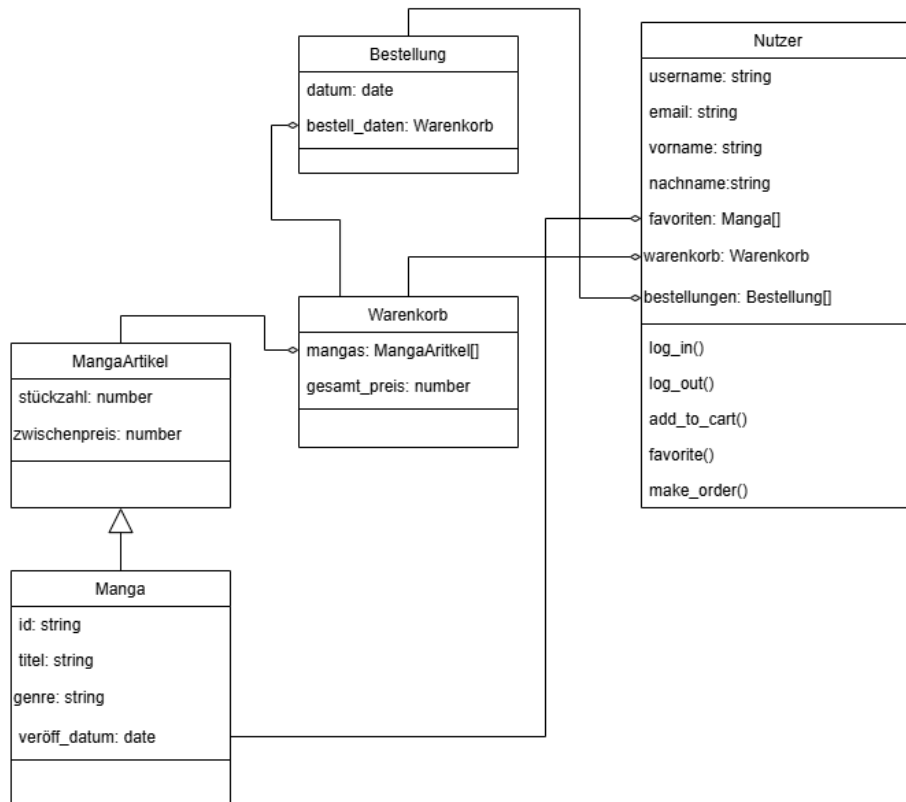 Bestellung
datum: date
bestell_daten: Warenkorb
Nutzer
username: string
email: string
vorname: string
nachname:string
favoriten: Manga[]
warenkorb: Warenkorb
bestellungen: Bestellung[]
log_in()
log_out()
add_to_cart()
favorite()
make_order()
Warenkorb
mangas: MangaAritkel[]
gesamt_preis: number
MangaArtikel
stückzahl: number
zwischenpreis: number
Manga
id: string
titel: string
genre: string
veröff_datum: date